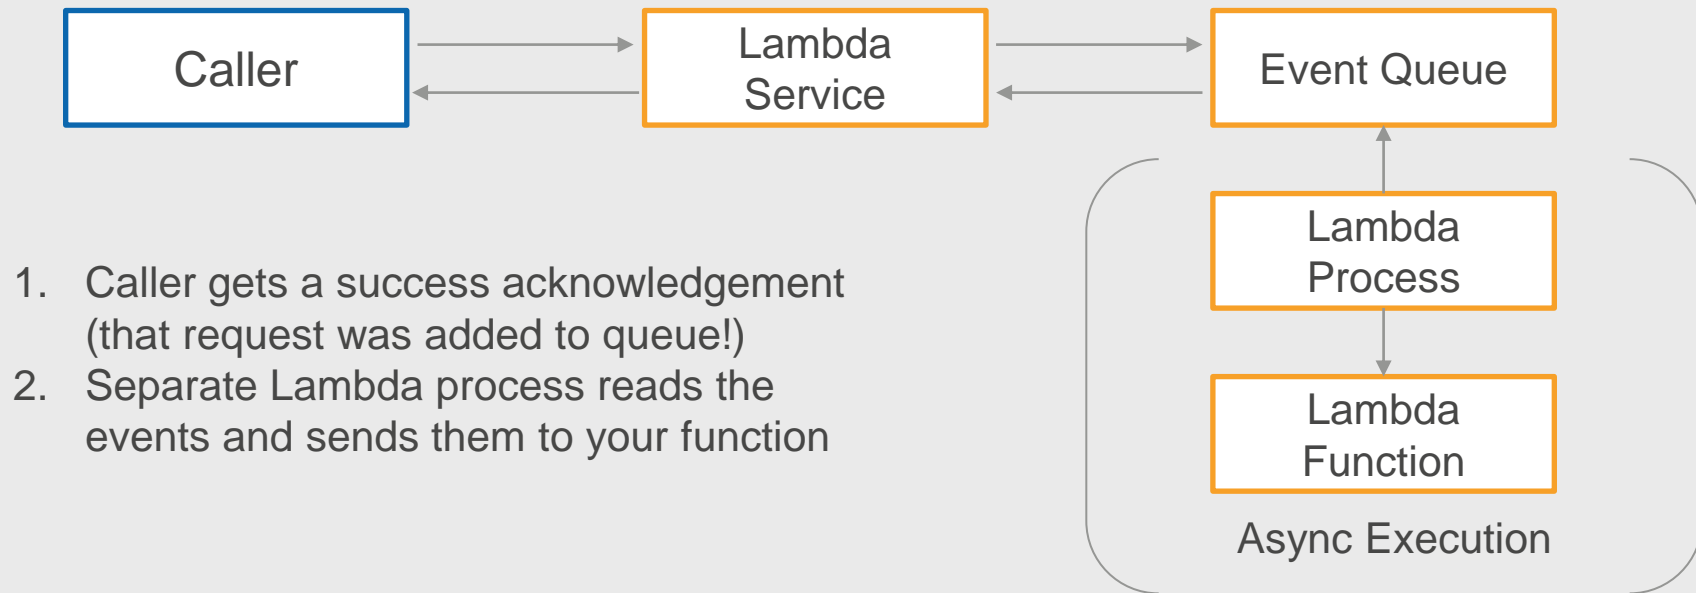 Caller
Lambda
Service
Event Queue
Lambda
Process
Lambda
Function
Async Execution
1. Caller gets a success acknowledgement
(that request was added to queue!)
2. Separate Lambda process reads the
events and sends them to your function